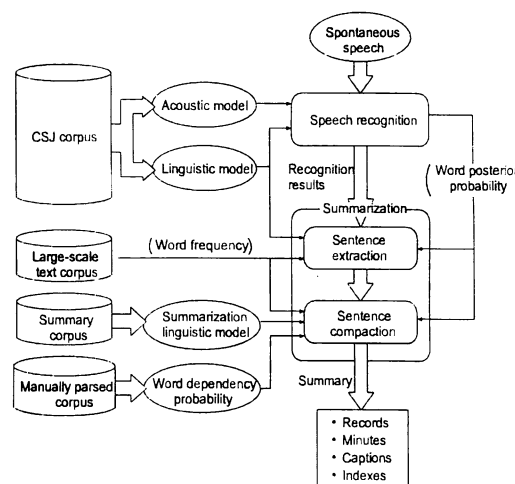 Spontaneous
speech
Acoustic model
Speech recognition
CSJ corpus
Linguistic model
Recognition
results
(Word posterior
probability
Summarization
(Word frequency)
Large-scale
text corpus
Sentence
extraction
Summary
corpus
Summarization
linguistic model
Sentence
compaction
Manually parsed
corpus
Word dependency
probability
Summary
• Records
• Minutes
• Captions
• Indexes